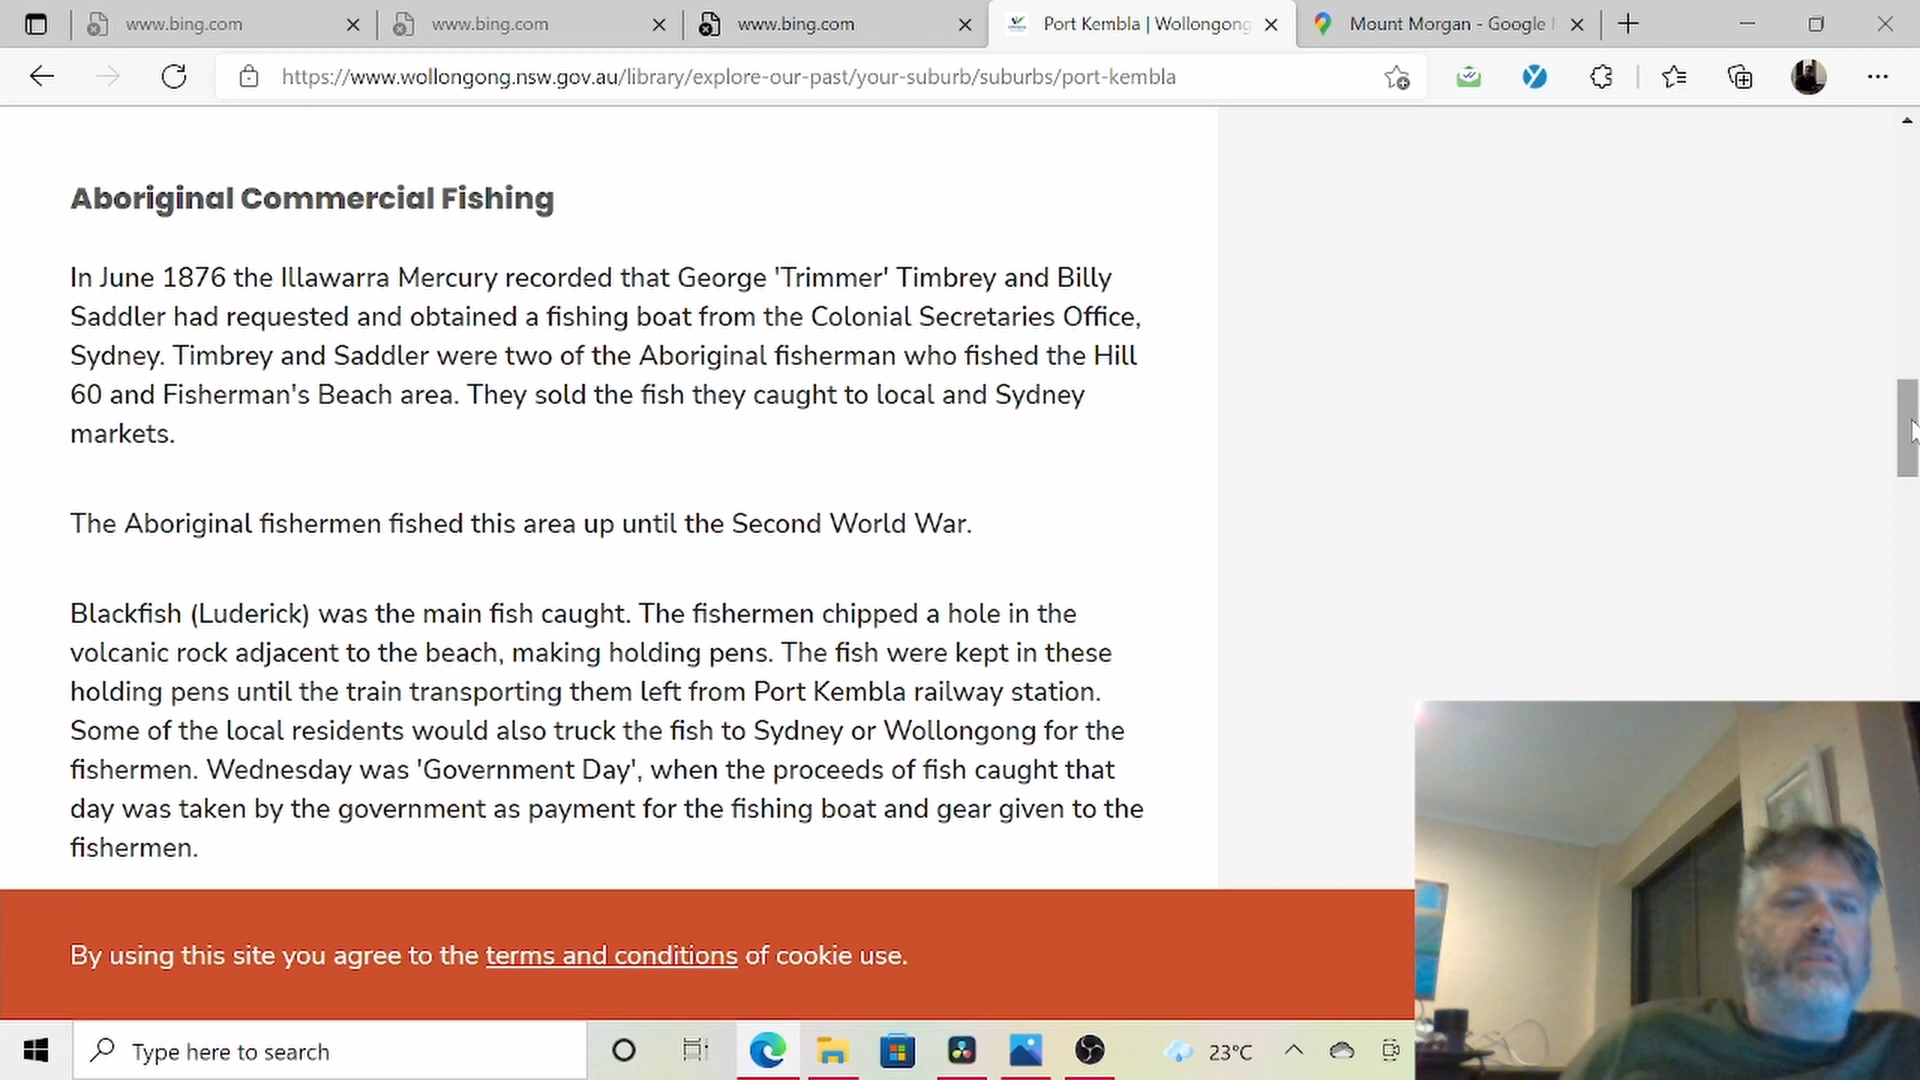 www.bing.com
www.bing.com
www.bing.com
Port Kembla | Wollongong
Mount Morgan - Google
https://www.wollongong.nsw.gov.au/library/explore-our-past/your-suburb/suburbs/port-kembla
Aboriginal Commercial Fishing
In June 1876 the Illawarra Mercury recorded that George 'Trimmer' Timbrey and Billy
Saddler had requested and obtained a fishing boat from the Colonial Secretaries Office,
Sydney. Timbrey and Saddler were two of the Aboriginal fisherman who fished the Hill
60 and Fisherman's Beach area. They sold the fish they caught to local and Sydney
markets.
The Aboriginal fishermen fished this area up until the Second World War.
Blackfish (Luderick) was the main fish caught. The fishermen chipped a hole in the
volcanic rock adjacent to the beach, making holding pens. The fish were kept in these
holding pens until the train transporting them left from Port Kembla railway station.
Some of the local residents would also truck the fish to Sydney or Wollongong for the
fishermen. Wednesday was 'Government Day', when the proceeds of fish caught that
day was taken by the government as payment for the fishing boat and gear given to the
fishermen.
By using this site you agree to the terms and conditions of cookie use.
Type here to search
23°C